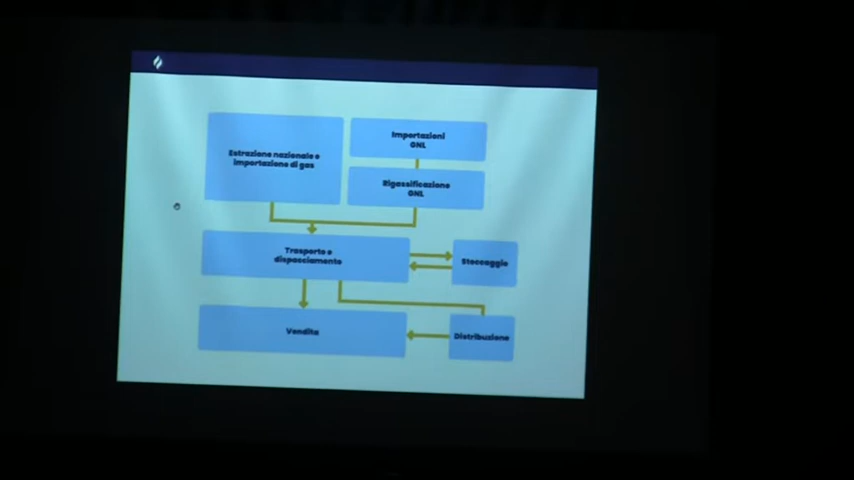 Importazioni
GNL
Estrazione nazionale e
importazione di gas
Rigassificazione
GNL
Trasporto e
dispacciamento
Stoccaggio
Vendita
Distribuzione